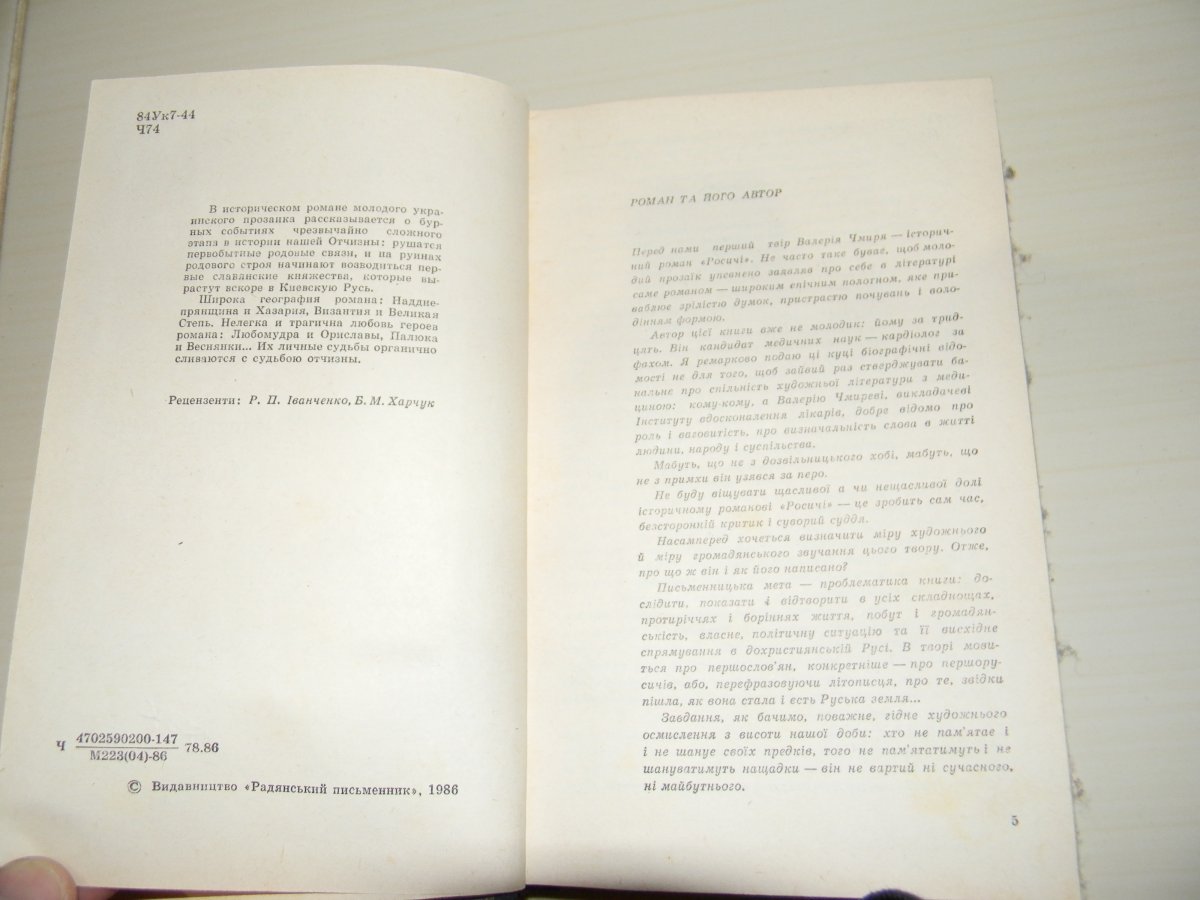 84Ук7-44
Ч74
В историческом романе молодого укра-
инского прозаика рассказывается о бур-
ных событиях чрезвычайно сложного
этапа в истории нашей Отчизны: рушатся
первобытные родовые связи, и на руинах
родового строя начинают возводиться пер-
вые славянские княжества, которые вы-
растут вскоре в Киевскую Русь.
Широка география романа: Наддне-
прянщина и Хазария, Византия и Великая
Степь. Нелегка и трагична любовь героев
романа: Любомудра и Ориславы, Палюка
и Веснянки... Их личные судьбы органично
сливаются с судьбою отчизны.
Рецензенти: Р. П. Іванченко, Б. М. Харчук
Ч 4702590200-147 78.86
М223(04)-86
© Видавництво «Радянський письменник», 1986
РОМАН ТА ЙОГО АВТОР
Перед нами перший твір Валерія Чмиря — історич-
ний роман «Росичі». Не часто таке буває, щоб моло-
дий прозаїк упевнено заявляв про себе в літературі
саме романом — широким епічним полотном, яке при-
ваблює зрілістю думок, пристрастю почувань і воло-
дінням формою.
Автор цієї книги вже не молодик: йому за трид-
цять. Він кандидат медичних наук — кардіолог за
фахом. Я ремарково подаю ці куці біографічні відо-
мості не для того, щоб зайвий раз стверджувати ба-
нальне про спільність художньої літератури з меди-
циною: кому-кому, а Валерію Чмиреві, викладачеві
Інституту вдосконалення лікарів, добре відомо про
роль і ваговитість, про визначальність слова в житті
людини, народу і суспільства.
Мабуть, що не з дозвільницького хобі, мабуть, що
не з примхи він узявся за перо.
Не буду віщувати щасливої а чи нещасливої долі
історичному романові «Росичі» — це зробить сам час,
безсторонній критик і суворий суддя.
Насамперед хочеться визначити міру художнього
й міру громадянського звучання цього твору. Отже,
про що ж він і як його написано?
Письменницька мета — проблематика книги: до-
слідити, показати й відтворити в усіх складнощах,
протиріччях і боріннях життя, побут і громадян-
ськість, власне, політичну ситуацію та її висхідне
спрямування в дохристиянській Русі. В творі мови-
ться про першослов'ян, конкретніше — про першору-
сичів, або, перефразовуючи літописця, про те, звідки
пішла, як вона стала і єсть Руська земля...
Завдання, як бачимо, поважне, гідне художнього
осмислення з висоти нашої доби: хто не пам'ятає і
і не шанує своїх предків, того не пам'ятатимуть і не
шануватимуть нащадки — він не вартий ні сучасного,
ні майбутнього.
5